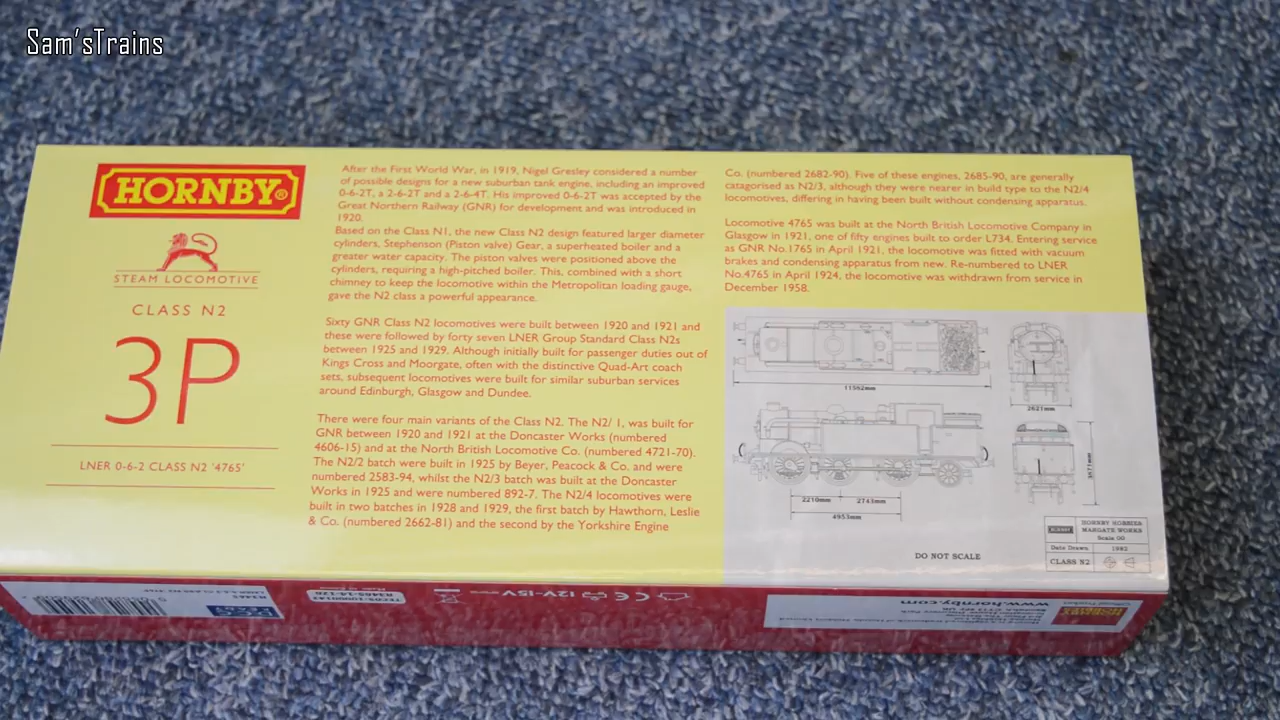 Sam'sTrains
HORNBY®
STEAM LOCOMOTIVE
CLASS N2
3P
LNER 0-6-2 CLASS N2 '4765'
After the First World War, in 1919, Nigel Gresley considered a number
of possible designs for a new suburban tank engine, including an improved
0-6-2T, a 2-6-2T and a 2-6-4T. His improved 0-6-2T was accepted by the
Great Northern Railway (GNR) for development and was introduced in
1920.
Based on the Class N1, the new Class N2 design featured larger diameter
cylinders, Stephenson (Piston valve) Gear, a superheated boiler and a
greater water capacity. The piston valves were positioned above the
cylinders, requiring a high-pitched boiler. This, combined with a short
chimney to keep the locomotive within the Metropolitan loading gauge,
gave the N2 class a powerful appearance.
Sixty GNR Class N2 locomotives were built between 1920 and 1921 and
these were followed by forty seven LNER Group Standard Class N2s
between 1925 and 1929. Although initially built for passenger duties out of
Kings Cross and Moorgate, often with the distinctive Quad-Art coach
sets, subsequent locomotives were built for similar suburban services
around Edinburgh, Glasgow and Dundee.
There were four main variants of the Class N2. The N2/ 1, was built for
GNR between 1920 and 1921 at the Doncaster Works (numbered
4606-15) and at the North British Locomotive Co. (numbered 4721-70).
The N2/2 batch were built in 1925 by Beyer, Peacock & Co. and were
numbered 2583-94, whilst the N2/3 batch was built at the Doncaster
Works in 1925 and were numbered 892-7. The N2/4 locomotives were
built in two batches in 1928 and 1929, the first batch by Hawthorn, Leslie
& Co. (numbered 2662-81) and the second by the Yorkshire Engine
Co. (numbered 2682-90). Five of these engines, 2685-90, are generally
catagorised as N2/3, although they were nearer in build type to the N2/4
locomotives, differing in having been built without condensing apparatus.
Locomotive 4765 was built at the North British Locomotive Company in
Glasgow in 1921, one of fifty engines built to order L734. Entering service
as GNR No.1765 in April 1921, the locomotive was fitted with vacuum
brakes and condensing apparatus from new. Re-numbered to LNER
No.4765 in April 1924, the locomotive was withdrawn from service in
December 1958.
11582mm
2621mm
2210mm
2743mm
4953mm
DO NOT SCALE
HORNBY HOBBIES
MARGATE WORKS
Scale 00
Date Drawn
1982
CLASS N2
12V-15V
CE
www.hornby.com